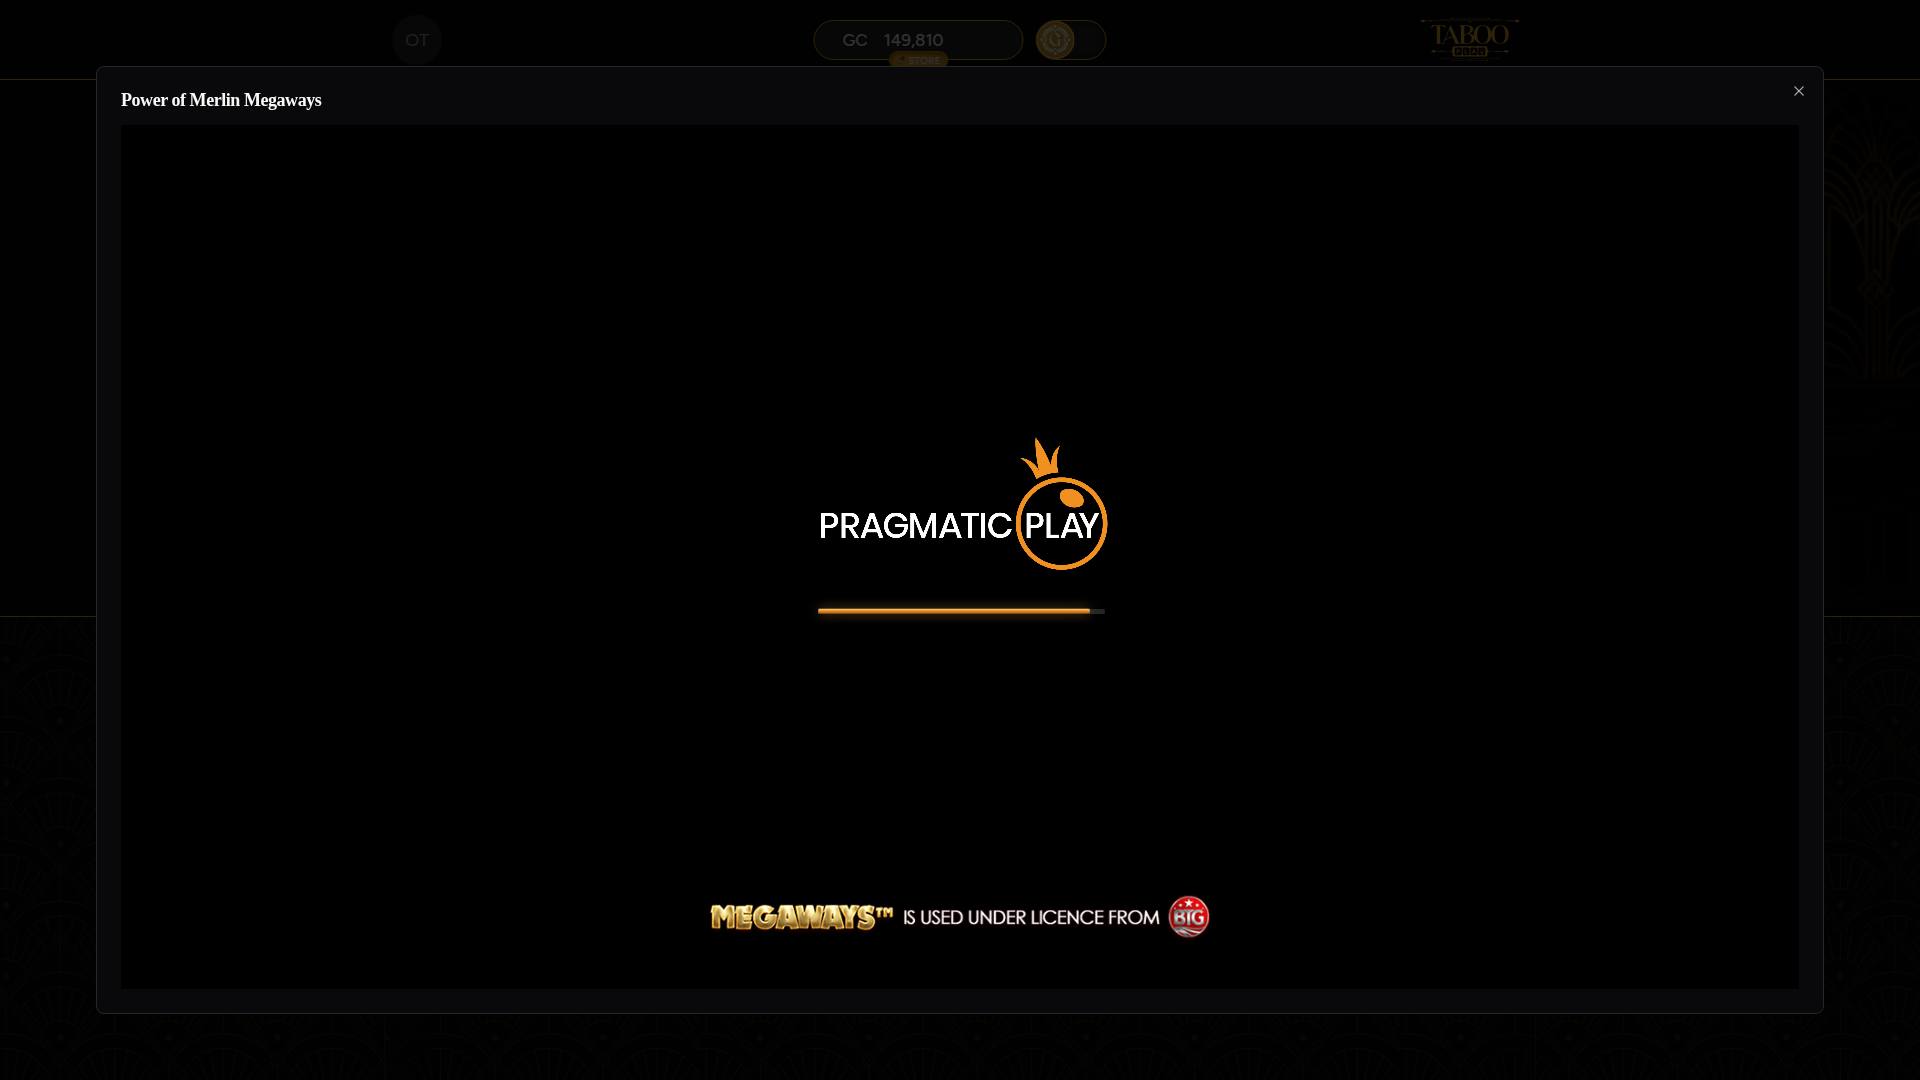 OT
GC 149,810
STORE
G
TABOO
PLAY
Power of Merlin Megaways
PRAGMATIC PLAY
MEGAWAYS™ IS USED UNDER LICENCE FROM BIG